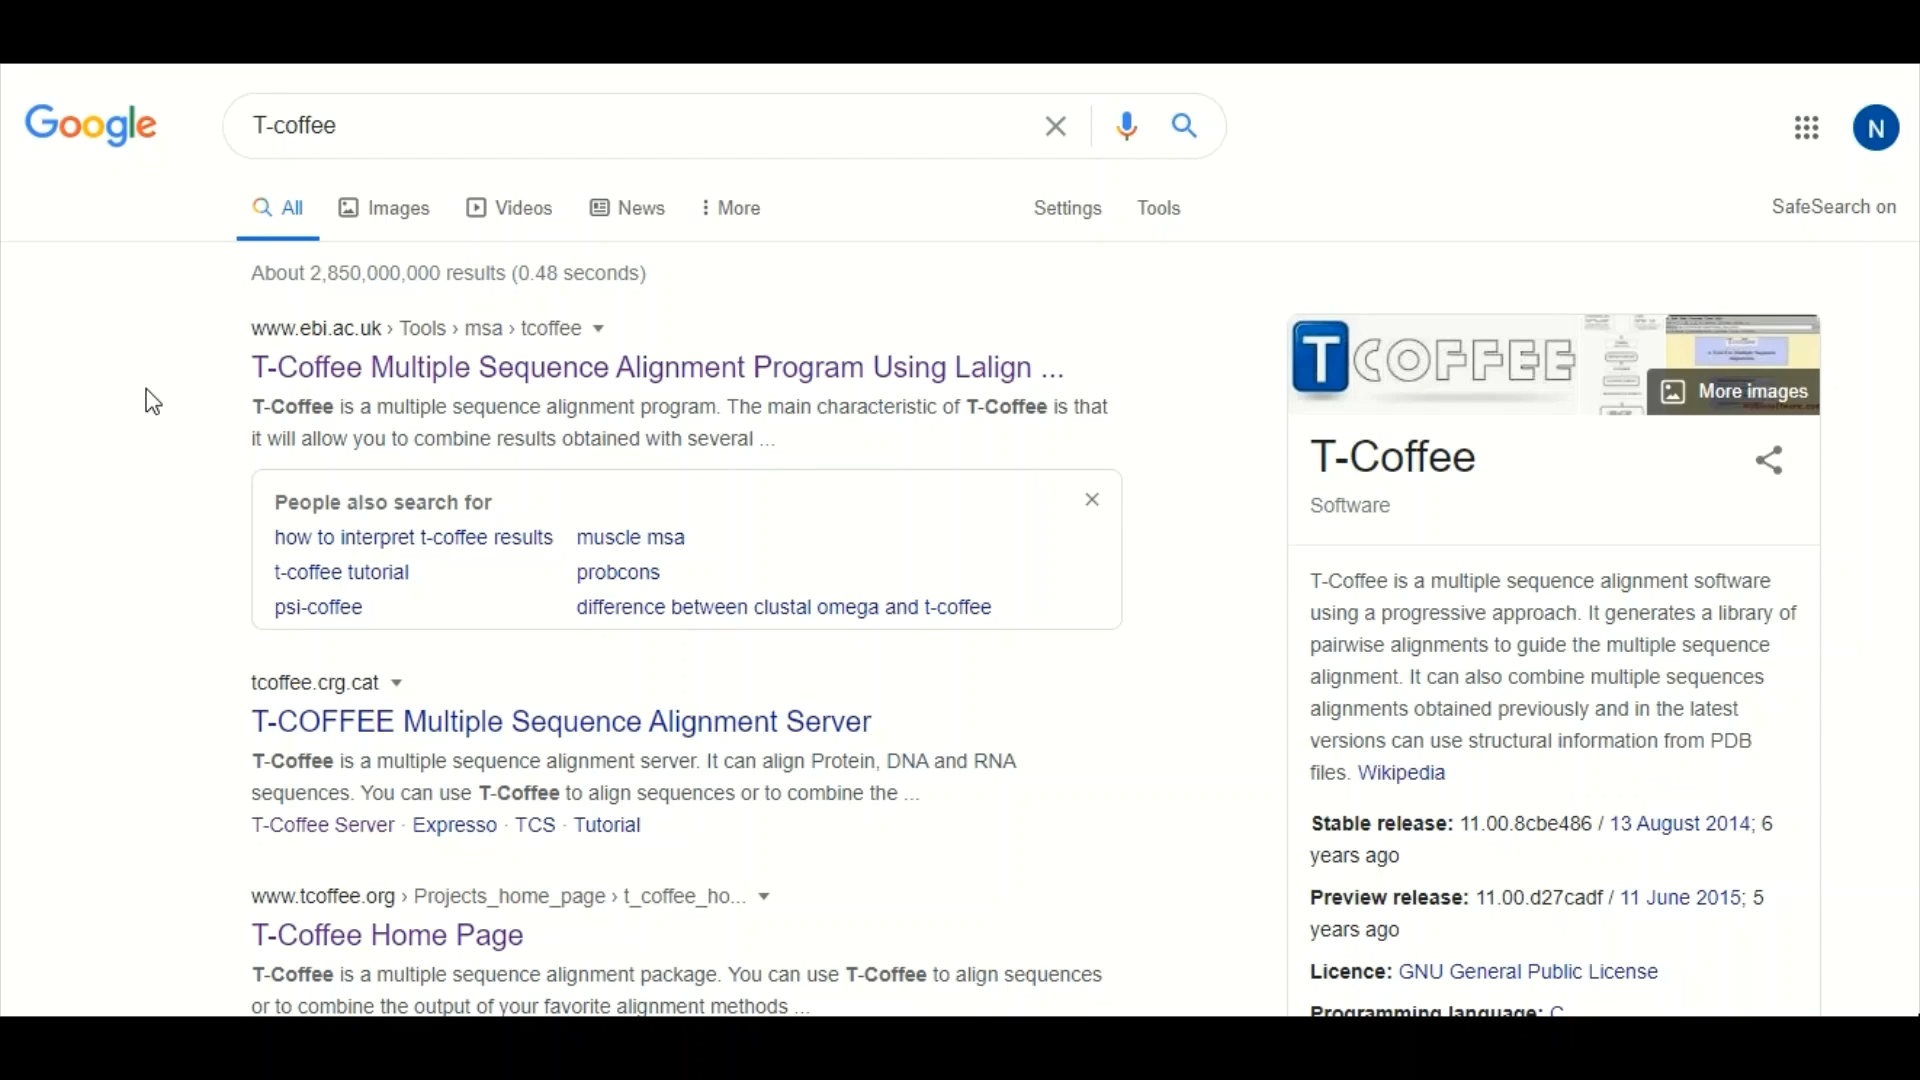 Google
T-coffee
N
All
Images
Videos
News
More
Settings
Tools
SafeSearch on
About 2,850,000,000 results (0.48 seconds)
www.ebi.ac.uk › Tools › msa › tcoffee
T-Coffee Multiple Sequence Alignment Program Using Lalign ...
T-Coffee is a multiple sequence alignment program. The main characteristic of T-Coffee is that
it will allow you to combine results obtained with several ...
People also search for
how to interpret t-coffee results
muscle msa
t-coffee tutorial
probcons
psi-coffee
difference between clustal omega and t-coffee
tcoffee.crg.cat
T-COFFEE Multiple Sequence Alignment Server
T-Coffee is a multiple sequence alignment server. It can align Protein, DNA and RNA
sequences. You can use T-Coffee to align sequences or to combine the ...
T-Coffee Server · Expresso · TCS · Tutorial
www.tcoffee.org › Projects_home_page › t_coffee_ho...
T-Coffee Home Page
T-Coffee is a multiple sequence alignment package. You can use T-Coffee to align sequences
or to combine the output of your favorite alignment methods ...
TCOFFEE
More images
T-Coffee
Software
T-Coffee is a multiple sequence alignment software
using a progressive approach. It generates a library of
pairwise alignments to guide the multiple sequence
alignment. It can also combine multiple sequences
alignments obtained previously and in the latest
versions can use structural information from PDB
files. Wikipedia
Stable release: 11.00.8cbe486 / 13 August 2014; 6
years ago
Preview release: 11.00.d27cadf / 11 June 2015; 5
years ago
Licence: GNU General Public License
Programming language: C